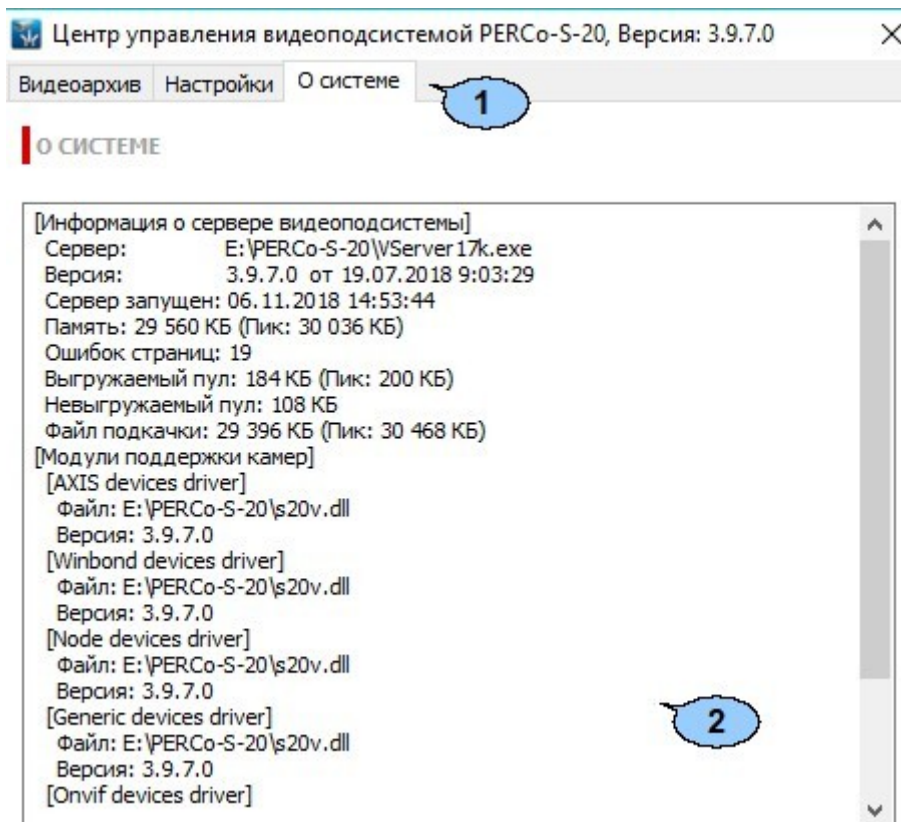 Центр управления видеоподсистемой PERCo-S-20, Версия: 3.9.7.0
Видеоархив Настройки О системе
1
О СИСТЕМЕ
[Информация о сервере видеоподсистемы]
Сервер: E:\PERCo-S-20\VServer17k.exe
Версия: 3.9.7.0 от 19.07.2018 9:03:29
Сервер запущен: 06.11.2018 14:53:44
Память: 29 560 КБ (Пик: 30 036 КБ)
Ошибок страниц: 19
Выгружаемый пул: 184 КБ (Пик: 200 КБ)
Невыгружаемый пул: 108 КБ
Файл подкачки: 29 396 КБ (Пик: 30 468 КБ)
[Модули поддержки камер]
[AXIS devices driver]
Файл: E:\PERCo-S-20\s20v.dll
Версия: 3.9.7.0
[Winbond devices driver]
Файл: E:\PERCo-S-20\s20v.dll
Версия: 3.9.7.0
[Node devices driver]
Файл: E:\PERCo-S-20\s20v.dll
Версия: 3.9.7.0
[Generic devices driver]
2
Файл: E:\PERCo-S-20\s20v.dll
Версия: 3.9.7.0
[Onvif devices driver]